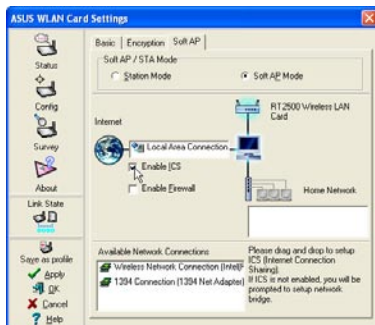 ASUS WLAN Card Settings
Status
Config
Survey
About
Link State
Save as profile
Apply
OK
Cancel
Help
Basic
Encryption
Soft AP
Soft AP / STA Mode
Station Mode
Soft AP Mode
RT2500 Wireless LAN
Card
Internet
Local Area Connection
Enable ICS
Enable Firewall
Home Network
Available Network Connections
Wireless Network Connection (Intel(R)
1394 Connection (1394 Net Adapter)
Please drag and drop to setup
ICS (Internet Connection
Sharing).
If ICS is not enabled, you will be
prompted to setup network
bridge.